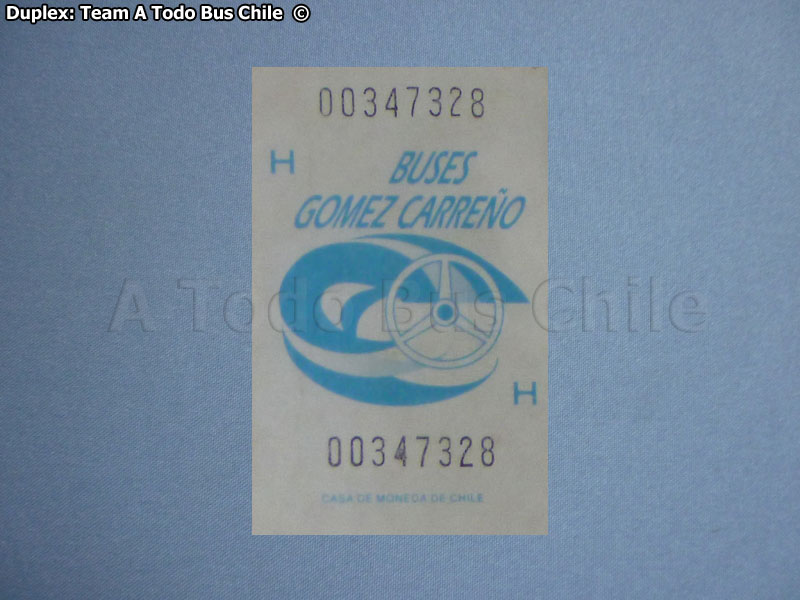 Duplex: Team A Todo Bus Chile ©
00347328
H
BUSES
GOMEZ CARREÑO
A Todo Bus Chile
H
00347328
CASA DE MONEDA DE CHILE